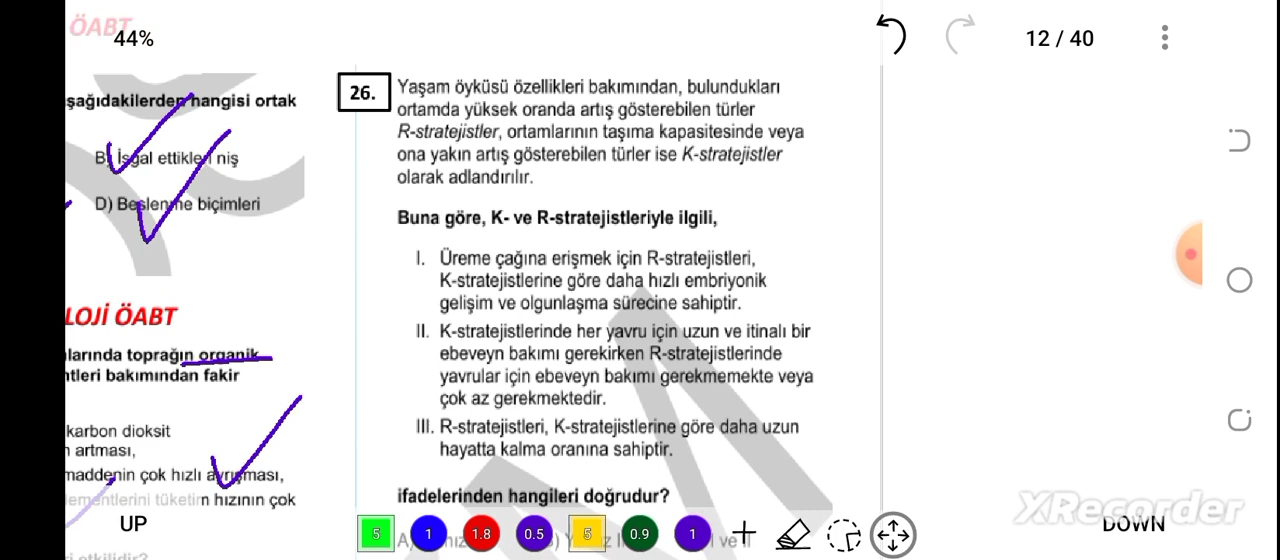 ÖABT
44%
12 / 40
şağıdakilerden hangisi ortak
B) İşgal ettikleri niş
D) Beslenme biçimleri
LOJİ ÖABT
larında toprağın organik
ntleri bakımından fakir
karbon dioksit
n artması,
maddenin çok hızlı ayrışması,
ementlerini tüketim hızının çok
UP
26.
Yaşam öyküsü özellikleri bakımından, bulundukları
ortamda yüksek oranda artış gösterebilen türler
R-stratejistler, ortamlarının taşıma kapasitesinde veya
ona yakın artış gösterebilen türler ise K-stratejistler
olarak adlandırılır.
Buna göre, K- ve R-stratejistleriyle ilgili,
I. Üreme çağına erişmek için R-stratejistleri,
K-stratejistlerine göre daha hızlı embriyonik
gelişim ve olgunlaşma sürecine sahiptir.
II. K-stratejistlerinde her yavru için uzun ve itinalı bir
ebeveyn bakımı gerekirken R-stratejistlerinde
yavrular için ebeveyn bakımı gerekmemekte veya
çok az gerekmektedir.
III. R-stratejistleri, K-stratejistlerine göre daha uzun
hayatta kalma oranına sahiptir.
ifadelerinden hangileri doğrudur?
5 1 1.8 0.5 5 0.9 1
XRecorder
DOWN